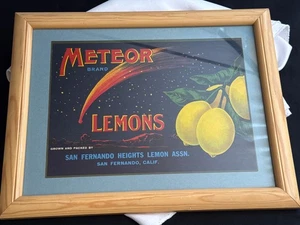 METEOR
BRAND
LEMONS
GROWN AND PACKED BY
SAN FERNANDO HEIGHTS LEMON ASSN.
SAN FERNANDO, CALIF.